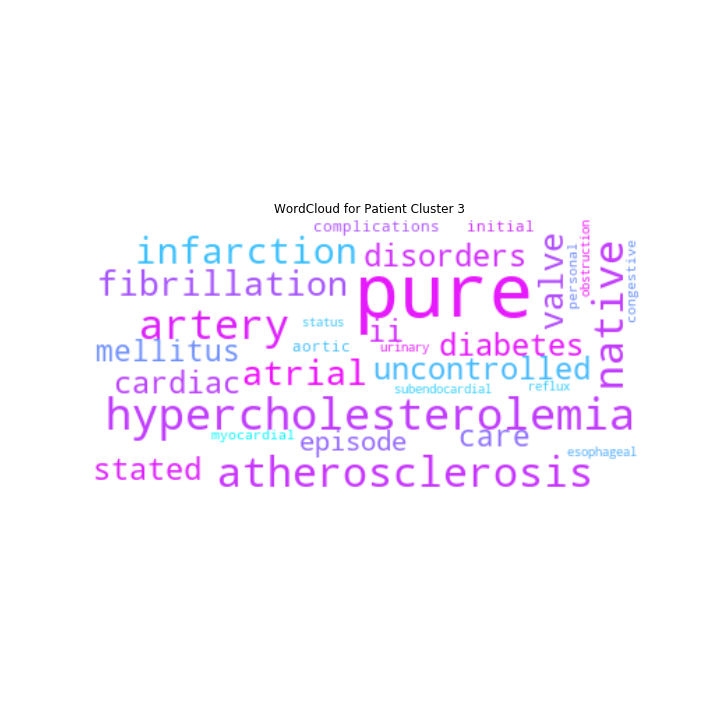 WordCloud for Patient Cluster 3
complications initial
infarction disorders
fibrillation pure valve personal obstruction native congestive
artery status ii
mellitus aortic urinary diabetes
cardiac atrial uncontrolled
subendocardial reflux
hypercholesterolemia
myocardial episode care esophageal
stated atherosclerosis